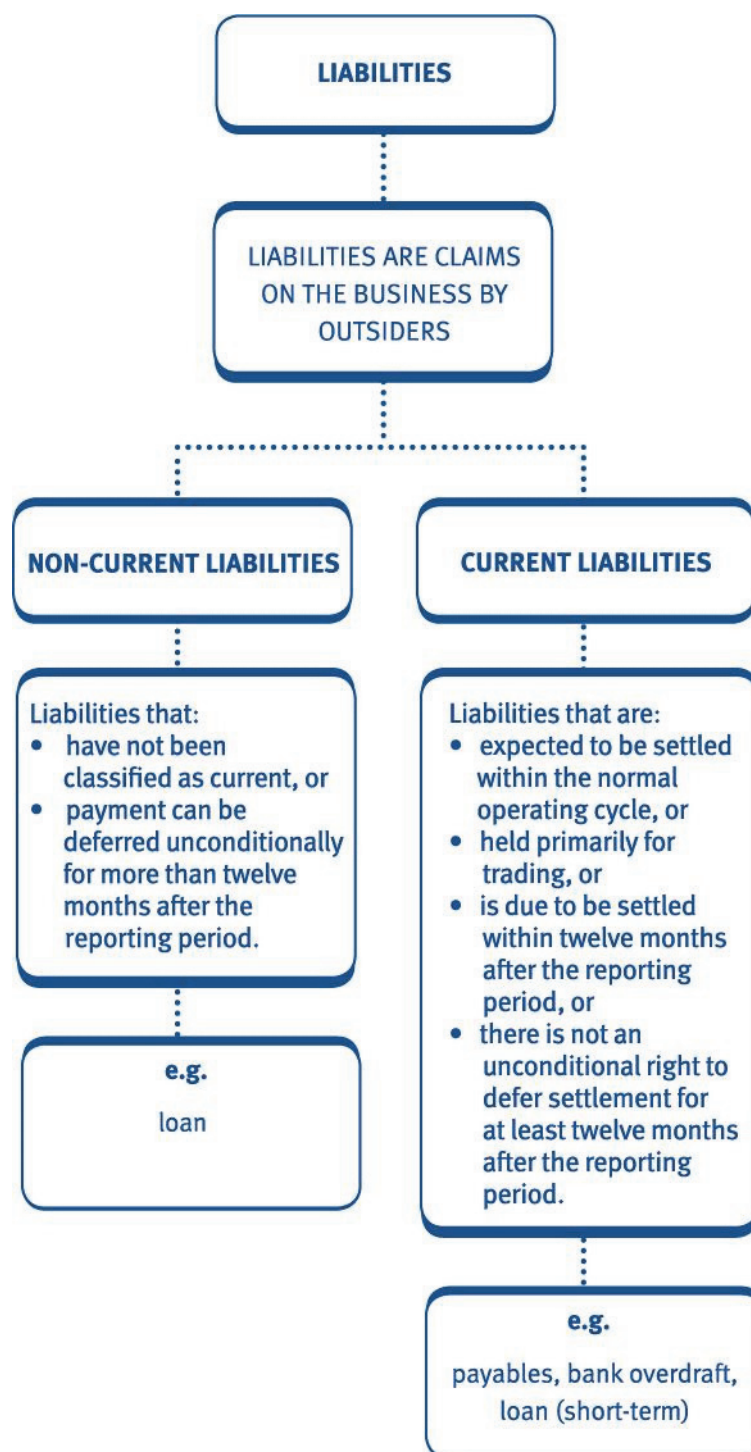 LIABILITIES
LIABILITIES ARE CLAIMS
ON THE BUSINESS BY
OUTSIDERS
NON-CURRENT LIABILITIES
Liabilities that:
• have not been
classified as current, or
• payment can be
deferred unconditionally
for more than twelve
months after the
reporting period.
e.g.
loan
CURRENT LIABILITIES
Liabilities that are:
• expected to be settled
within the normal
operating cycle, or
• held primarily for
trading, or
• is due to be settled
within twelve months
after the reporting
period, or
• there is not an
unconditional right to
defer settlement for
at least twelve months
after the reporting
period.
e.g.
payables, bank overdraft,
loan (short-term)